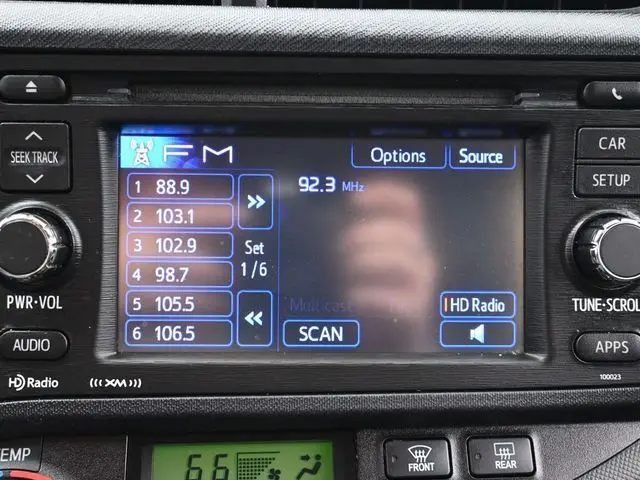 FM
Options
Source
SEEK TRACK
CAR
SETUP
1 88.9
2 103.1
3 102.9
4 98.7
5 105.5
6 106.5
Set
1/6
92.3 MHz
Multicast
HD Radio
SCAN
PWR•VOL
TUNE•SCROL
AUDIO
APPS
HD Radio
(((XM)))
100023
TEMP
66
FRONT
REAR